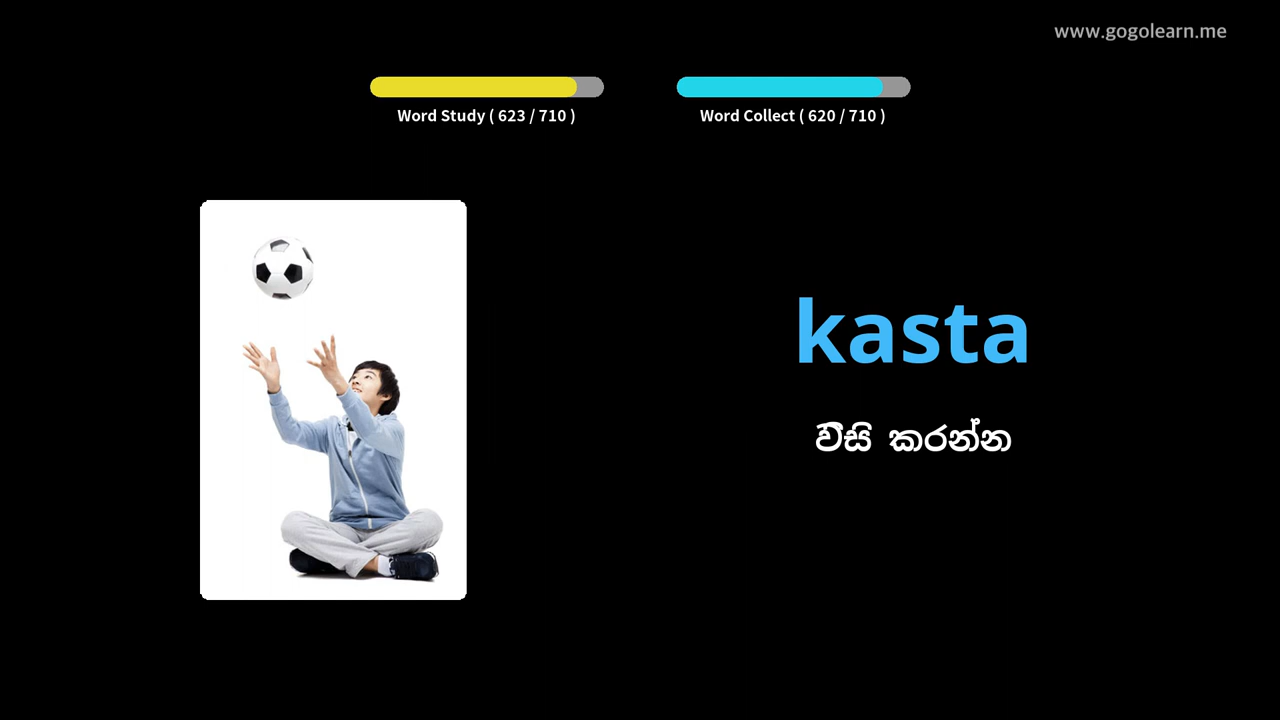 www.gogolearn.me
Word Study ( 623 / 710 )
Word Collect ( 620 / 710 )
kasta
වීසි කරන්න